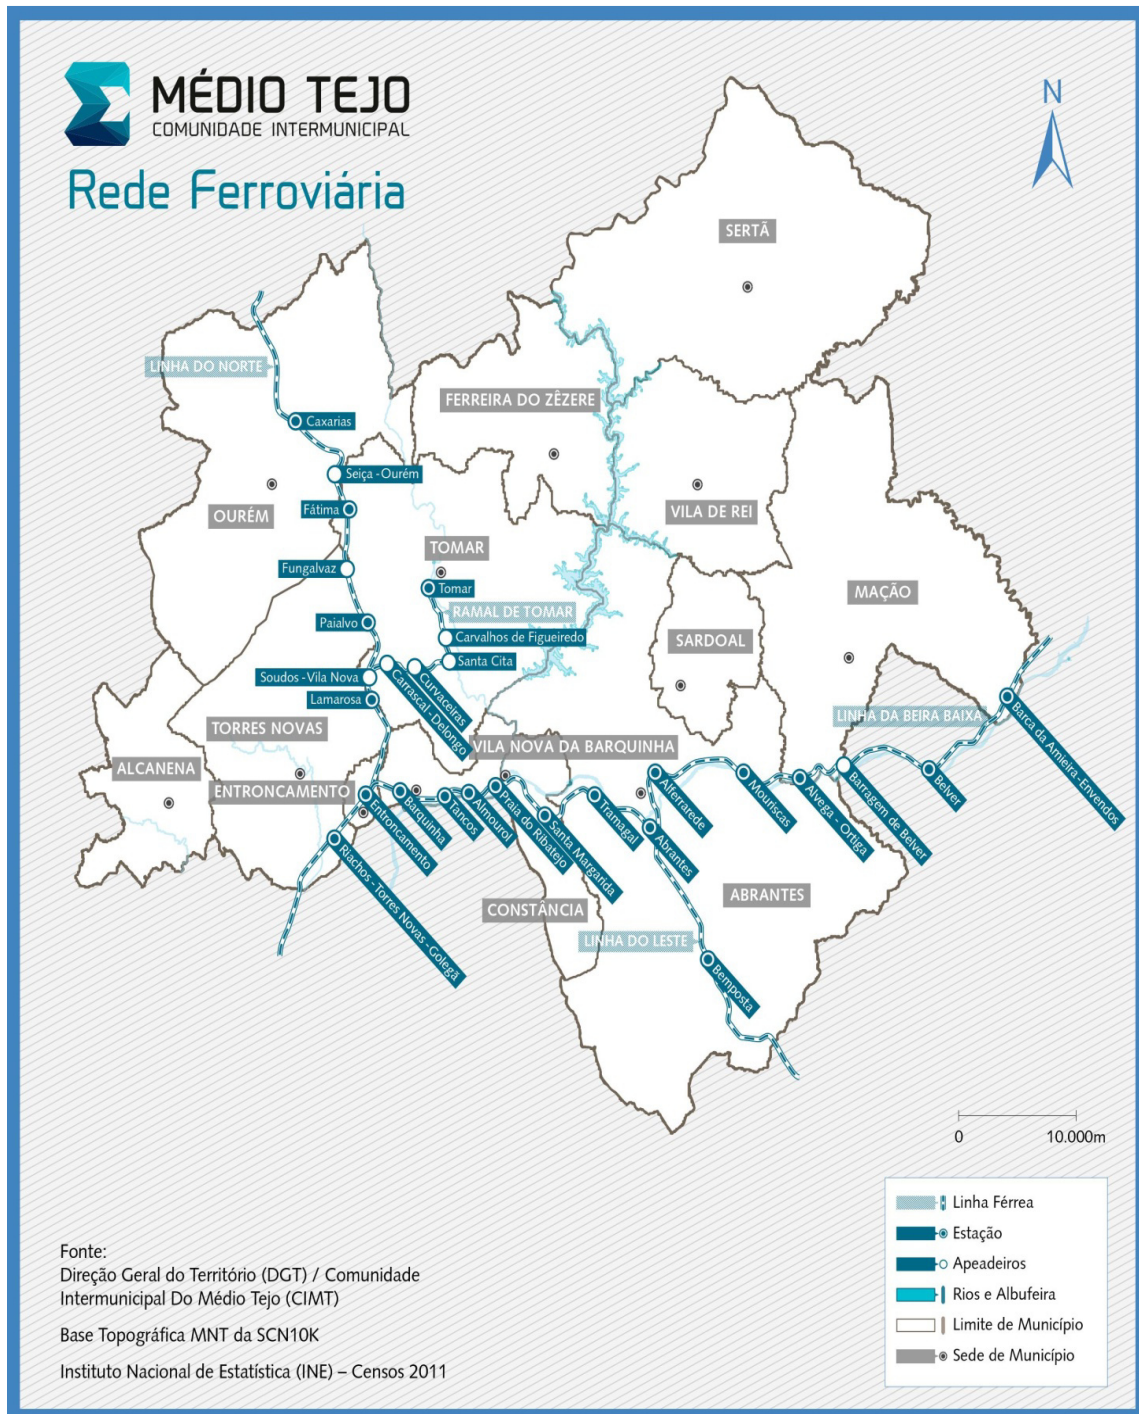 MÉDIO TEJO
COMUNIDADE INTERMUNICIPAL
Rede Ferroviária
N
SERTÃ
LINHA DO NORTE
FERREIRA DO ZÊZERE
Caxarias
Seiça - Ourém
Fátima
OURÉM
VILA DE REI
TOMAR
Fungalvaz
Tomar
MAÇÃO
RAMAL DE TOMAR
Paialvo
Carvalhos de Figueiredo
SARDOAL
Santa Cita
Soudos - Vila Nova
Curvaceiras
Carrascal - Delongo
Lamarosa
LINHA DA BEIRA BAIXA
Barca da Amieira - Envendos
TORRES NOVAS
VILA NOVA DA BARQUINHA
ALCANENA
ENTRONCAMENTO
Entroncamento
Barquinha
Tancos
Almourol
Praia do Ribatejo
Santa Margarida
Tramagal
Abrantes
Alferrarede
Mouriscas
Alvega - Ortiga
Barragem de Belver
Belver
Riachos - Torres Novas - Golegã
ABRANTES
CONSTÂNCIA
LINHA DO LESTE
Bemposta
0 10.000m
Linha Férrea
Estação
Apeadeiros
Rios e Albufeira
Limite de Município
Sede de Município
Fonte:
Direção Geral do Território (DGT) / Comunidade
Intermunicipal Do Médio Tejo (CIMT)
Base Topográfica MNT da SCN10K
Instituto Nacional de Estatística (INE) – Censos 2011